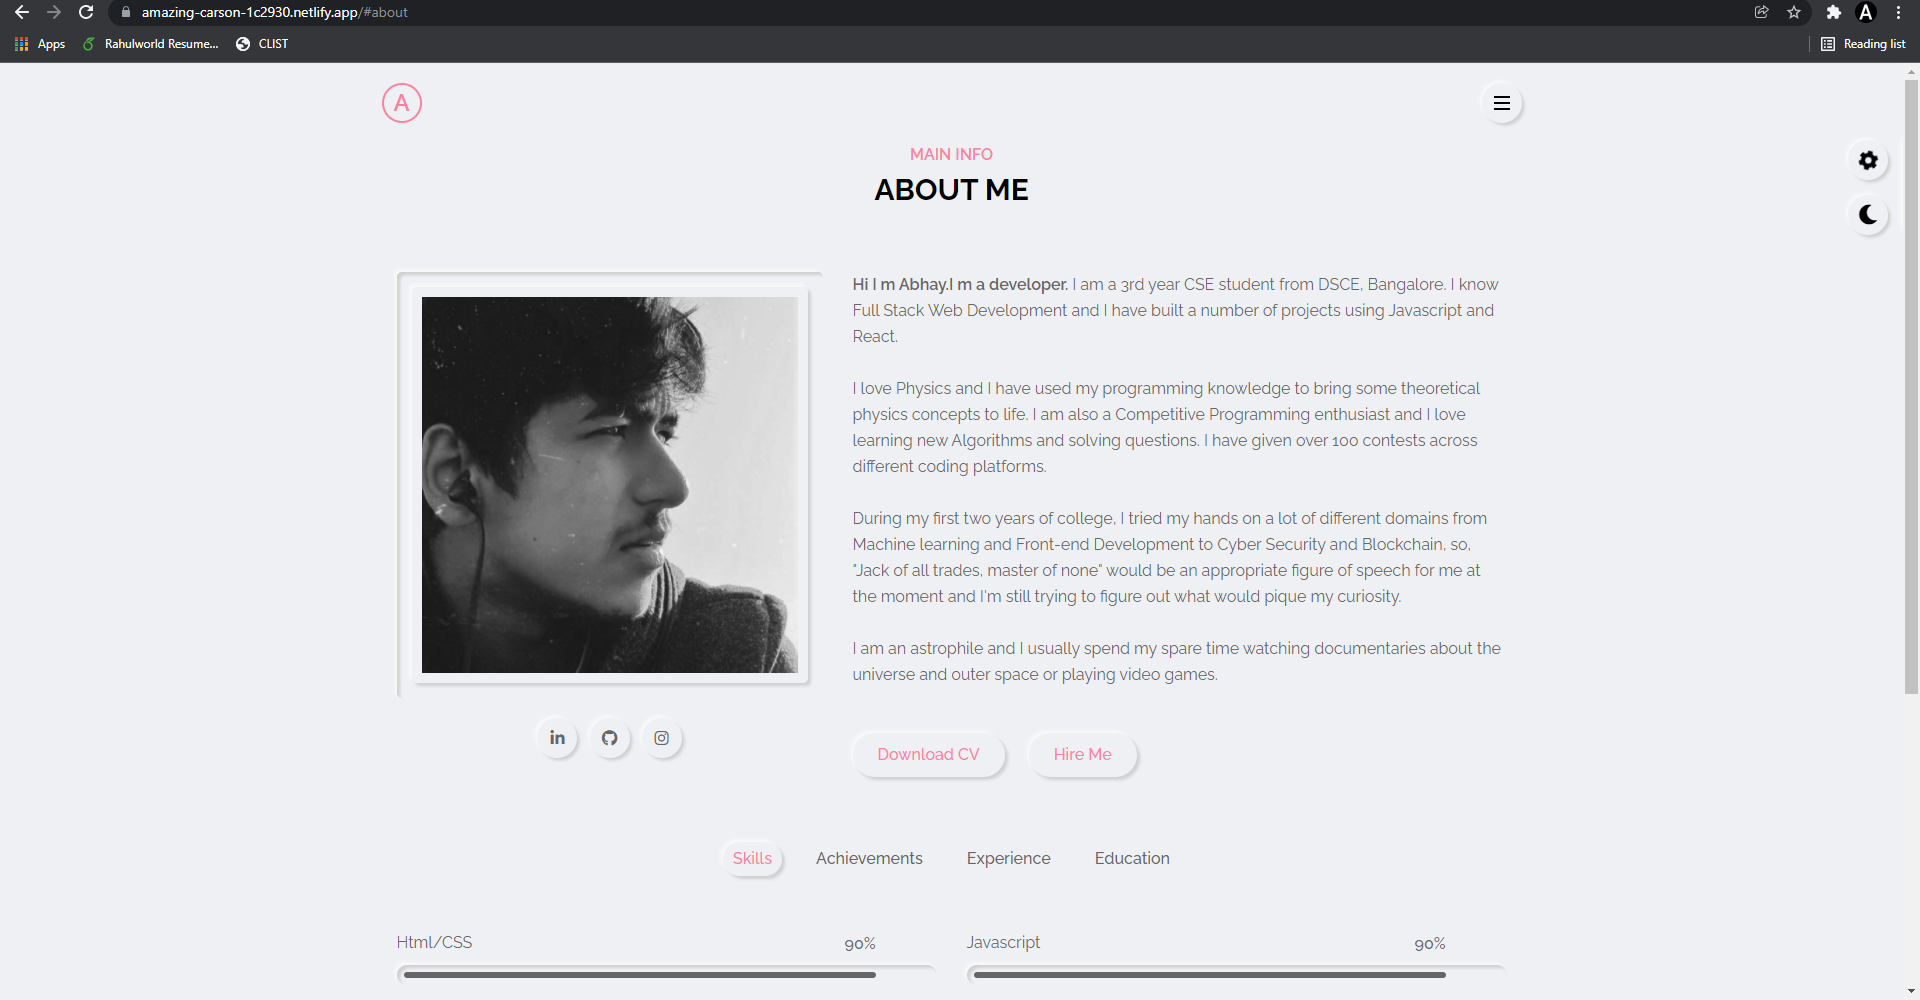 amazing-carson-1c2930.netlify.app/#about
A
Apps
Rahulworld Resume...
CLIST
Reading list
A
MAIN INFO
ABOUT ME
Hi I m Abhay.I m a developer. I am a 3rd year CSE student from DSCE, Bangalore. I know
Full Stack Web Development and I have built a number of projects using Javascript and
React.
I love Physics and I have used my programming knowledge to bring some theoretical
physics concepts to life. I am also a Competitive Programming enthusiast and I love
learning new Algorithms and solving questions. I have given over 100 contests across
different coding platforms.
During my first two years of college, I tried my hands on a lot of different domains from
Machine learning and Front-end Development to Cyber Security and Blockchain, so,
"Jack of all trades, master of none" would be an appropriate figure of speech for me at
the moment and I'm still trying to figure out what would pique my curiosity.
I am an astrophile and I usually spend my spare time watching documentaries about the
universe and outer space or playing video games.
in
Download CV
Hire Me
Skills
Achievements
Experience
Education
Html/CSS
90%
Javascript
90%